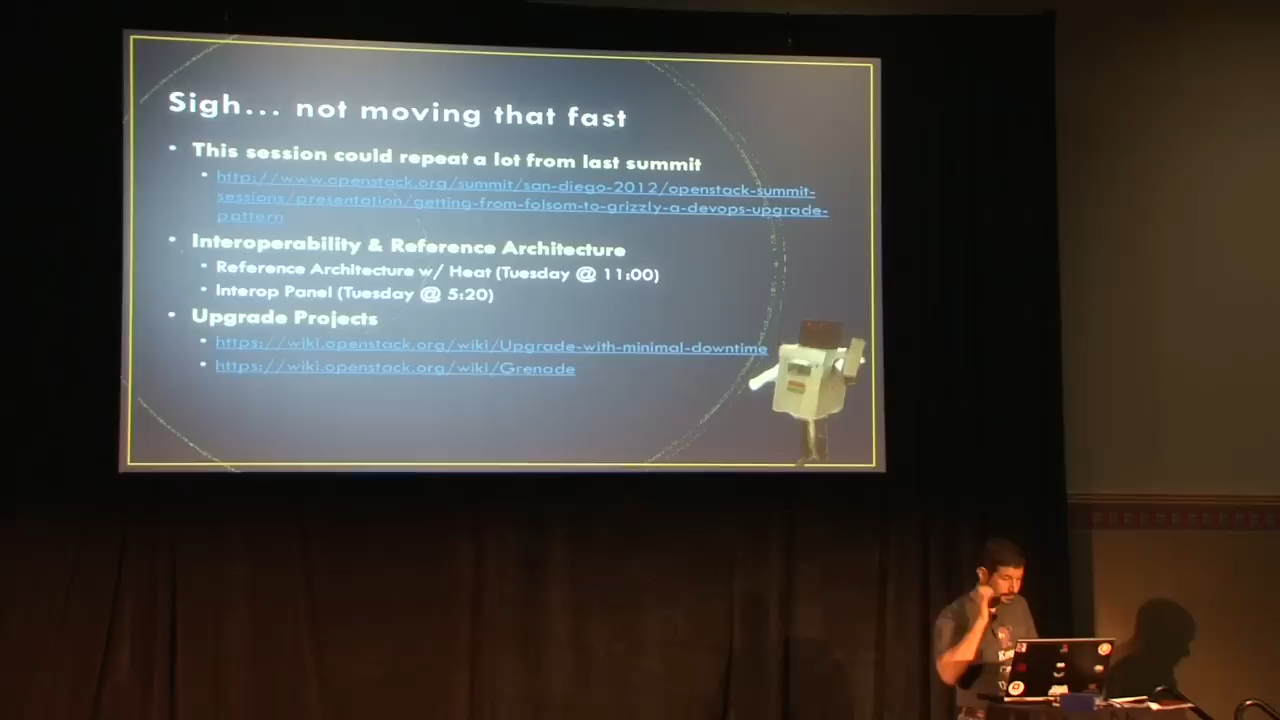 Sigh... not moving that fast
• This session could repeat a lot from last summit
• http://www.openstack.org/summit/san-diego-2012/openstack-summit-
sessions/presentation/getting-from-folsom-to-grizzly-a-devops-upgrade-
pattern
• Interoperability & Reference Architecture
• Reference Architecture w/ Heat (Tuesday @ 11:00)
• Interop Panel (Tuesday @ 5:20)
• Upgrade Projects
• https://wiki.openstack.org/wiki/Upgrade-with-minimal-downtime
• https://wiki.openstack.org/wiki/Grenade